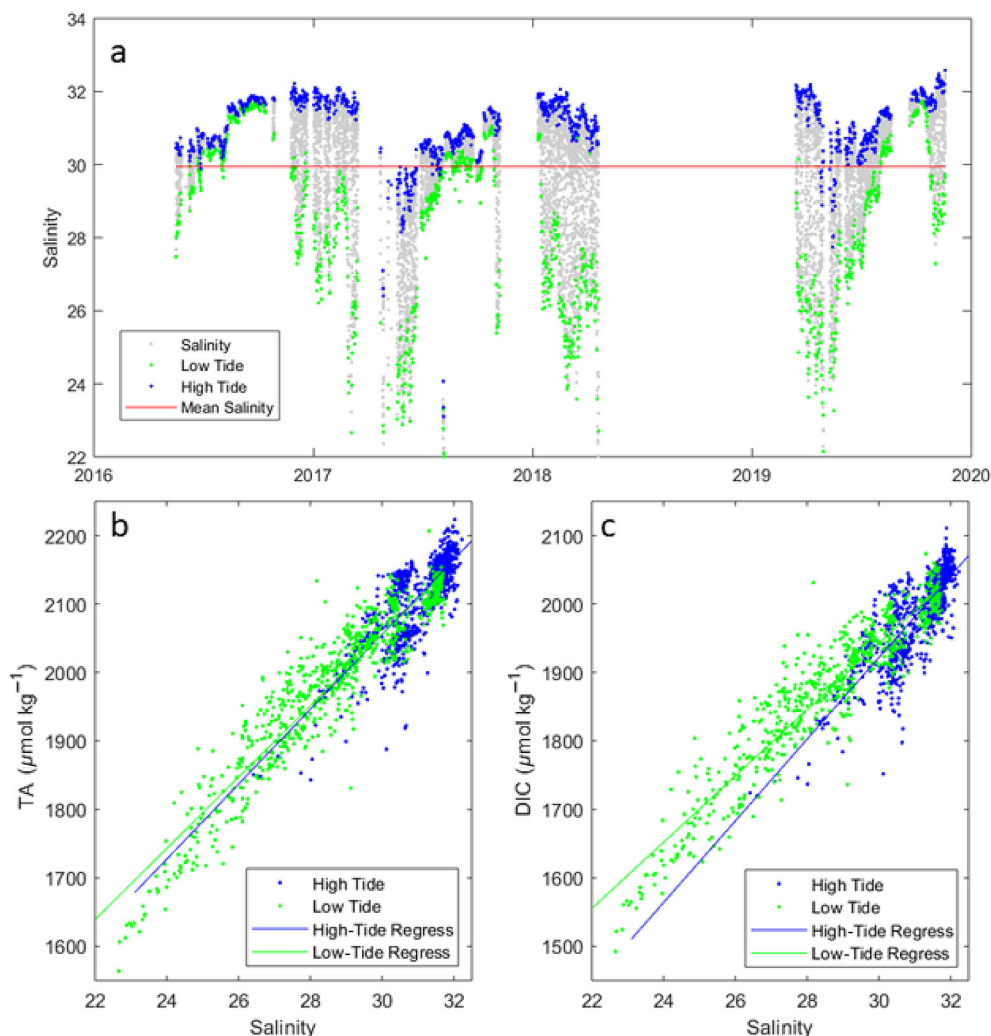 a
34
32
30
28
26
24
22
Salinity
Salinity
Low Tide
High Tide
Mean Salinity
2016 2017 2018 2019 2020
b
2200
2100
2000
1900
1800
1700
1600
TA (μmol kg⁻¹)
High Tide
Low Tide
High-Tide Regress
Low-Tide Regress
22 24 26 28 30 32
Salinity
c
2100
2000
1900
1800
1700
1600
1500
DIC (μmol kg⁻¹)
High Tide
Low Tide
High-Tide Regress
Low-Tide Regress
22 24 26 28 30 32
Salinity